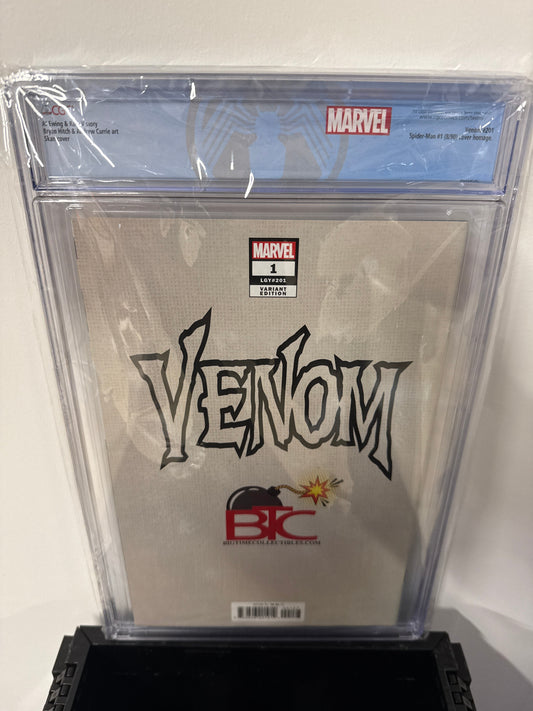 Al Ewing & Ram V story
Bryan Hitch & Andrew Currie art
Skan cover
MARVEL
Venom #201
Spider-Man #1 (8/90) cover homage.
MARVEL
1
LGY#201
VARIANT
EDITION
VENOM
BTC
BIGTIMECOLLECTIBLES.COM
01148